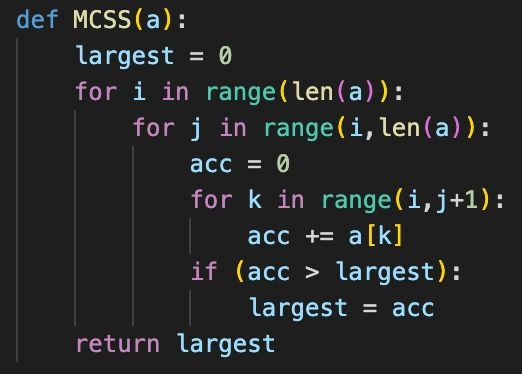 def MCSS(a):
    largest = 0
    for i in range(len(a)):
        for j in range(i,len(a)):
            acc = 0
            for k in range(i,j+1):
                acc += a[k]
            if (acc > largest):
                largest = acc
    return largest